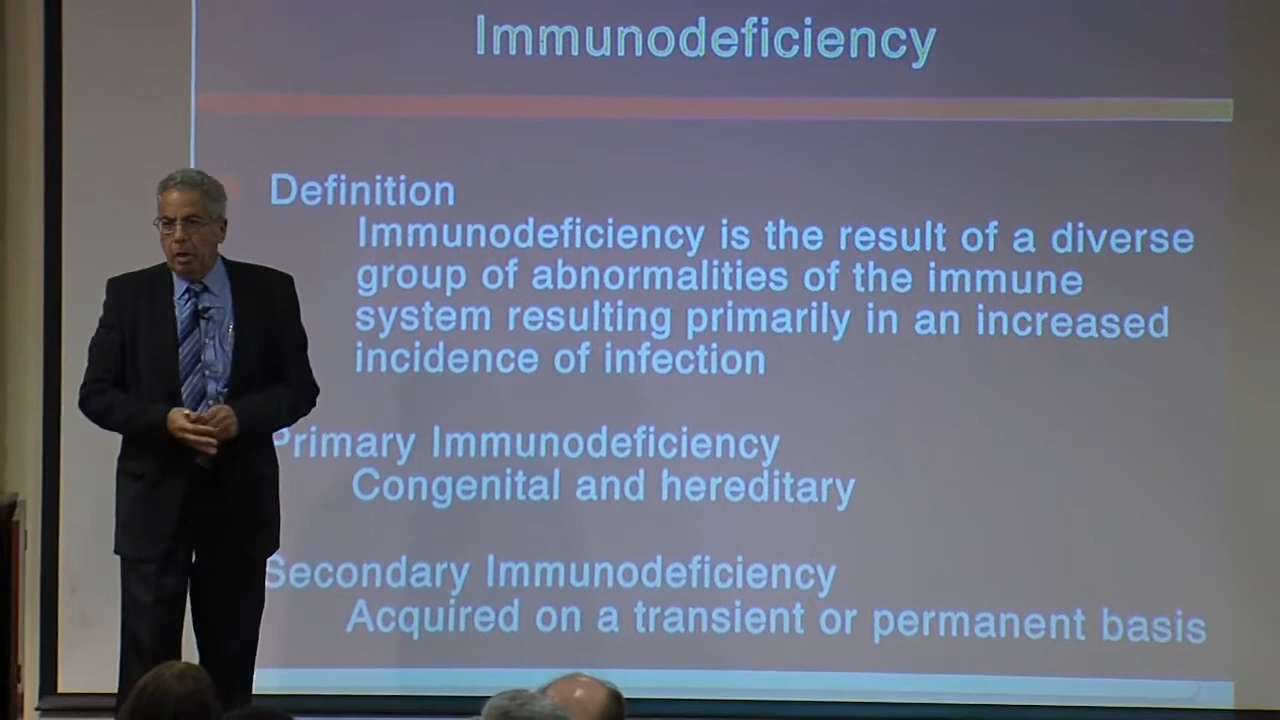 Immunodeficiency
Definition
Immunodeficiency is the result of a diverse
group of abnormalities of the immune
system resulting primarily in an increased
incidence of infection
Primary Immunodeficiency
Congenital and hereditary
Secondary Immunodeficiency
Acquired on a transient or permanent basis